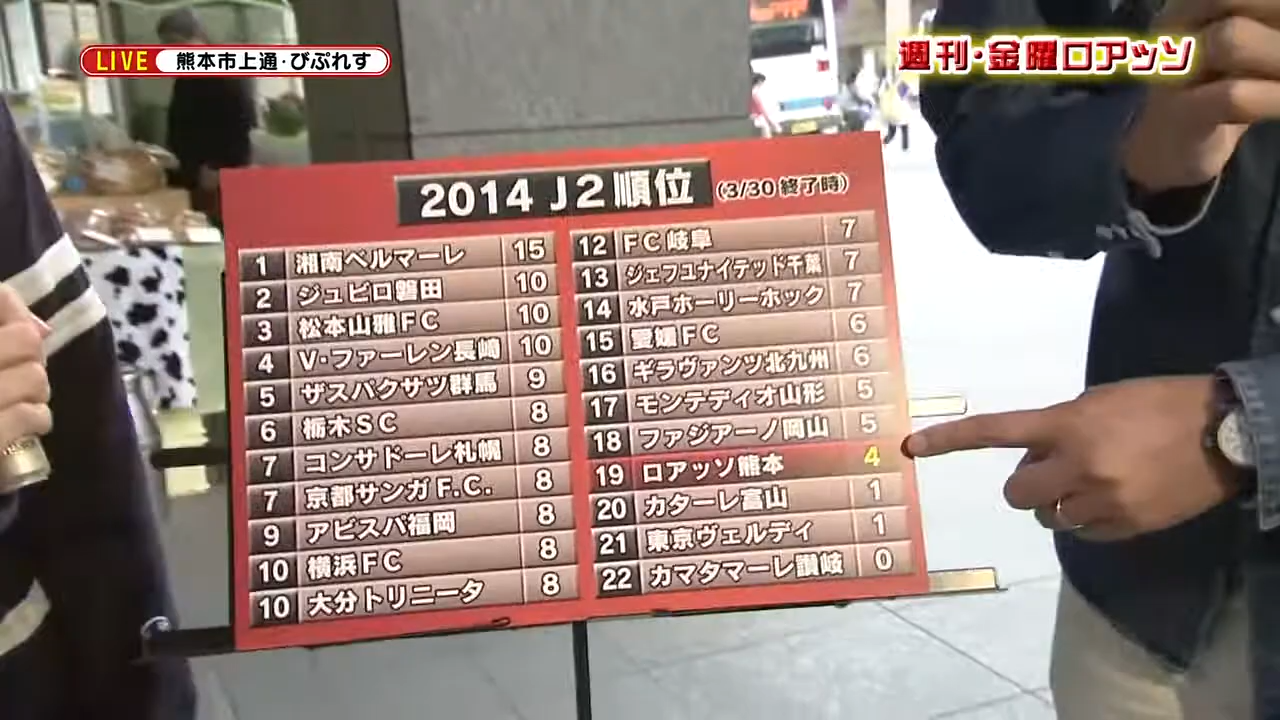 LIVE 熊本市上通・びぷれす
週刊・金曜ロアッソ
2014 J2 順位 (3/30 終了時)
1 湘南ベルマーレ 15
2 ジュビロ磐田 10
3 松本山雅FC 10
4 V・ファーレン長崎 10
5 ザスパクサツ群馬 9
6 栃木SC 8
7 コンサドーレ札幌 8
7 京都サンガF.C. 8
9 アビスパ福岡 8
10 横浜FC 8
10 大分トリニータ 8
12 FC岐阜 7
13 ジェフユナイテッド千葉 7
14 水戸ホーリーホック 7
15 愛媛FC 6
16 ギラヴァンツ北九州 6
17 モンテディオ山形 5
18 ファジアーノ岡山 5
19 ロアッソ熊本 4
20 カターレ富山 1
21 東京ヴェルディ 1
22 カマタマーレ讃岐 0